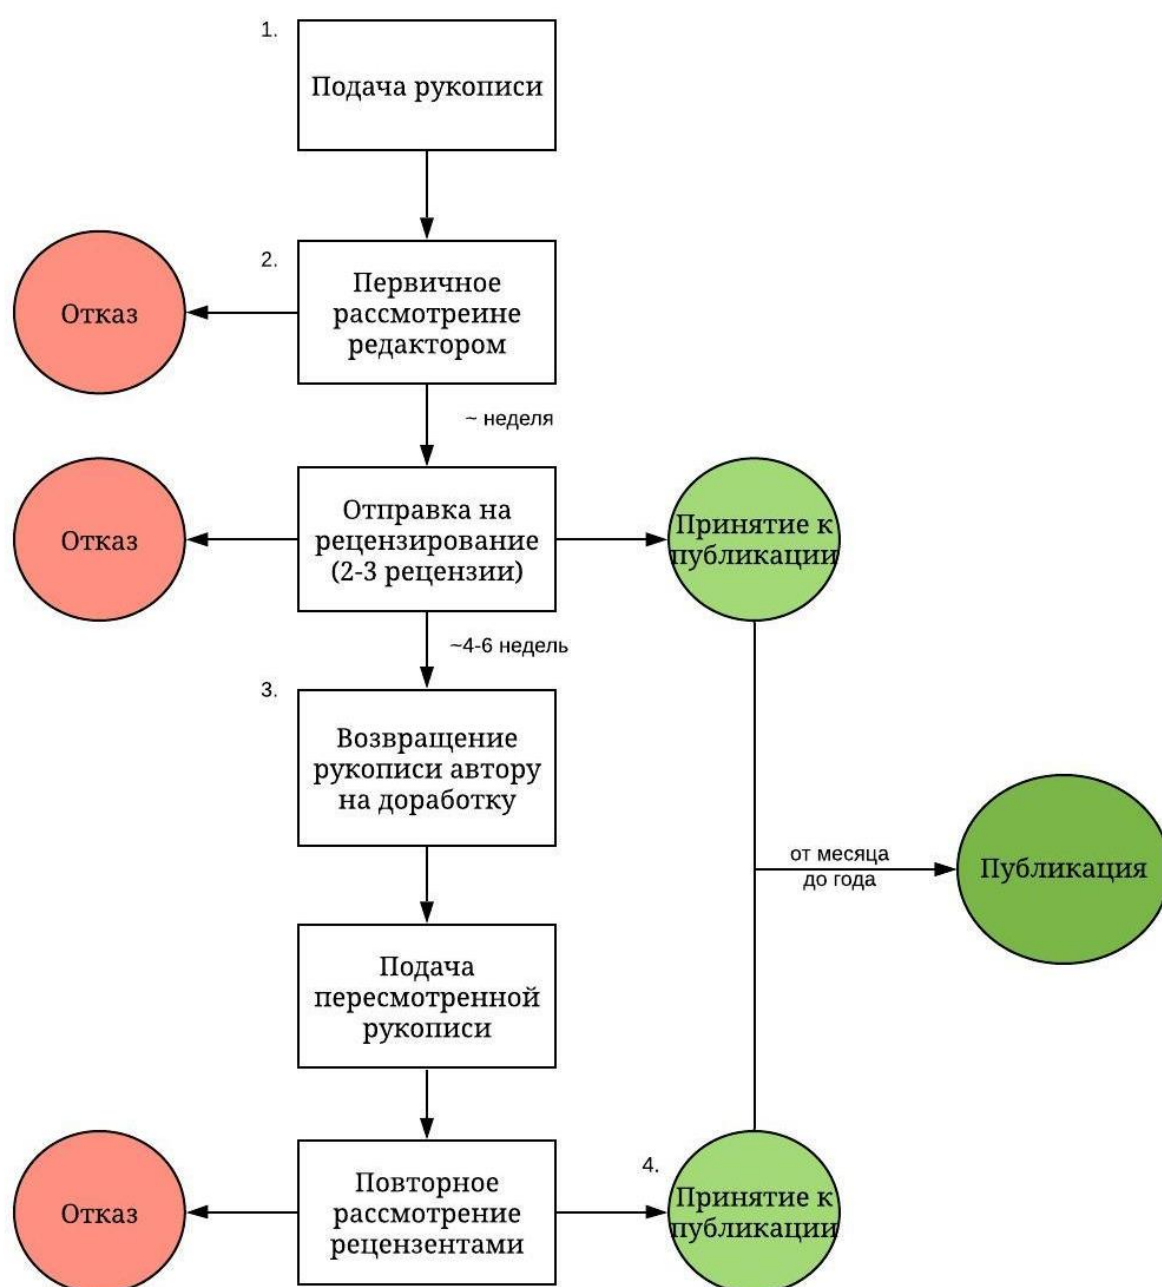 1.
Подача рукописи
2.
Первичное
рассмотреине
редактором
Отказ
~ неделя
Отправка на
рецензирование
(2-3 рецензии)
Отказ
Принятие к
публикации
~4-6 недель
3.
Возвращение
рукописи автору
на доработку
от месяца
до года
Публикация
Подача
пересмотренной
рукописи
Повторное
рассмотрение
рецензентами
Отказ
4.
Принятие к
публикации